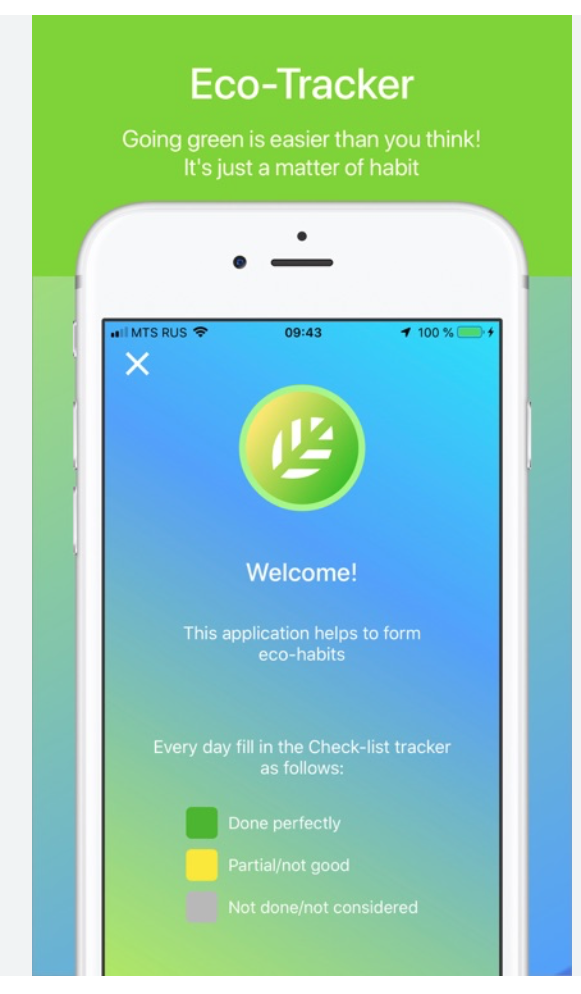 Eco-Tracker
Going green is easier than you think!
It's just a matter of habit
MTS RUS 09:43 100 %
Welcome!
This application helps to form
eco-habits
Every day fill in the Check-list tracker
as follows:
Done perfectly
Partial/not good
Not done/not considered